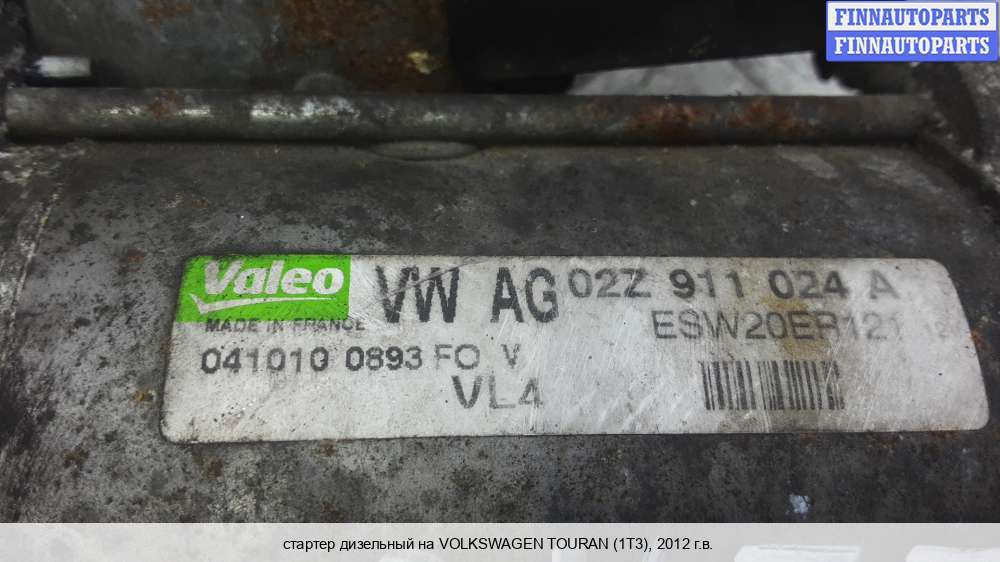 FINNAUTOPARTS
FINNAUTOPARTS
Valeo VW AG 02Z 911 024 A
MADE IN FRANCE
041010 0893 FO V
VL4
стартер дизельный на VOLKSWAGEN TOURAN (1T3), 2012 г.в.